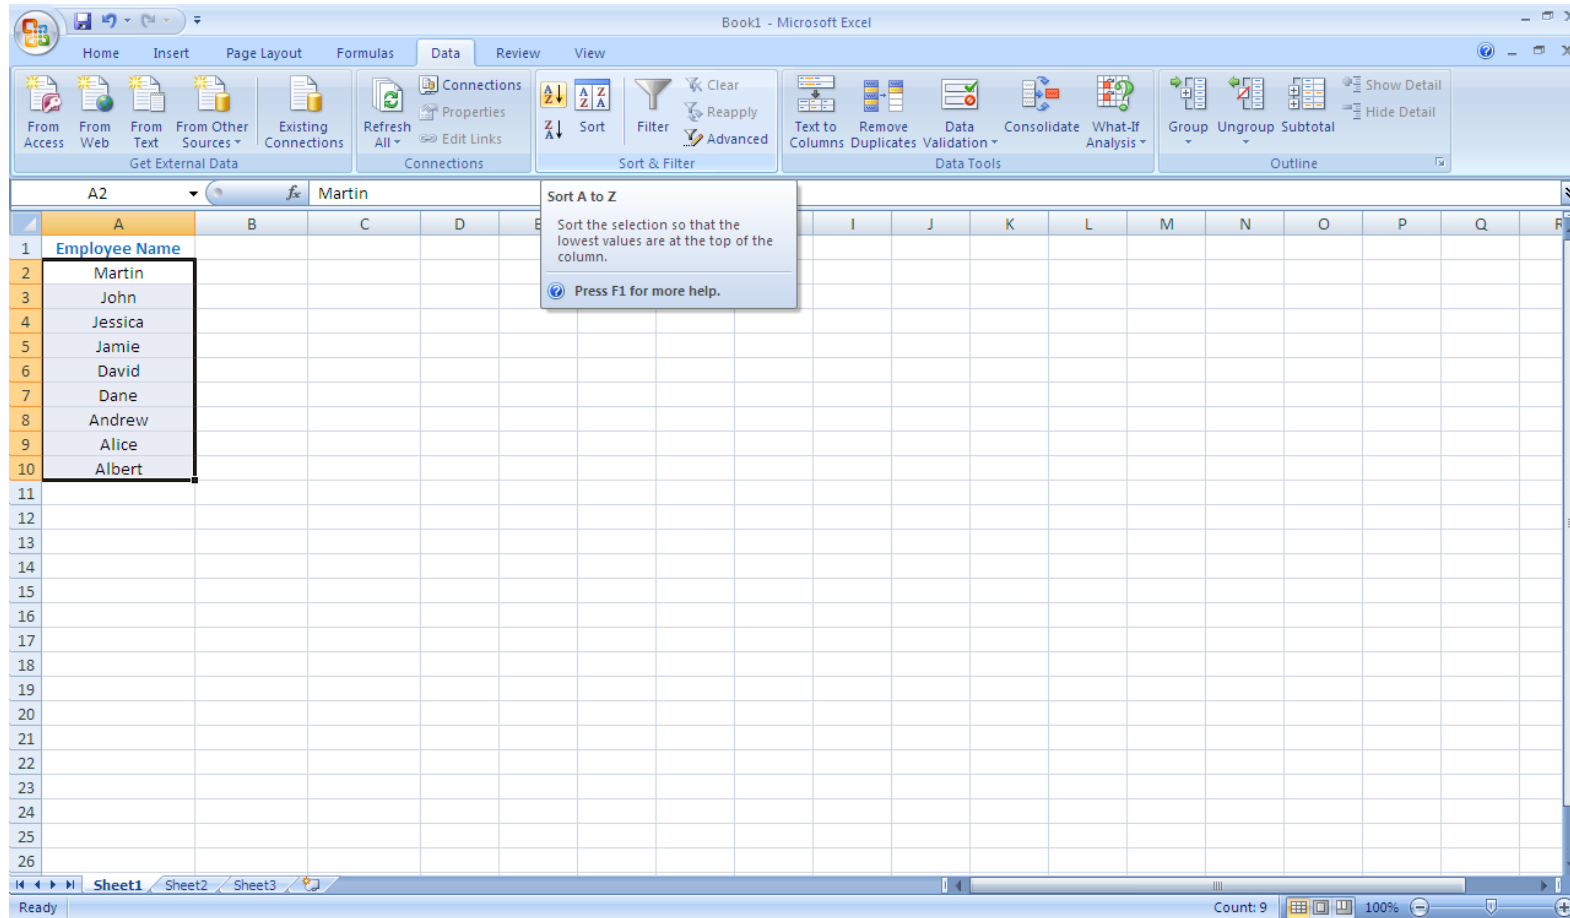 Book1 - Microsoft Excel
Home Insert Page Layout Formulas Data Review View
From Access
From Web
From Text
From Other Sources
Existing Connections
Get External Data
Refresh All
Connections
Properties
Edit Links
Connections
Sort
Filter
Clear
Reapply
Advanced
Sort & Filter
Text to Columns
Remove Duplicates
Data Validation
Consolidate
What-If Analysis
Data Tools
Group
Ungroup
Subtotal
Show Detail
Hide Detail
Outline
A2 fx Martin
Sort A to Z
Sort the selection so that the
lowest values are at the top of the
column.
Press F1 for more help.
A B C D E I J K L M N O P Q R
1 Employee Name
2 Martin
3 John
4 Jessica
5 Jamie
6 David
7 Dane
8 Andrew
9 Alice
10 Albert
11
12
13
14
15
16
17
18
19
20
21
22
23
24
25
26
Sheet1 Sheet2 Sheet3
Ready Count: 9 100%